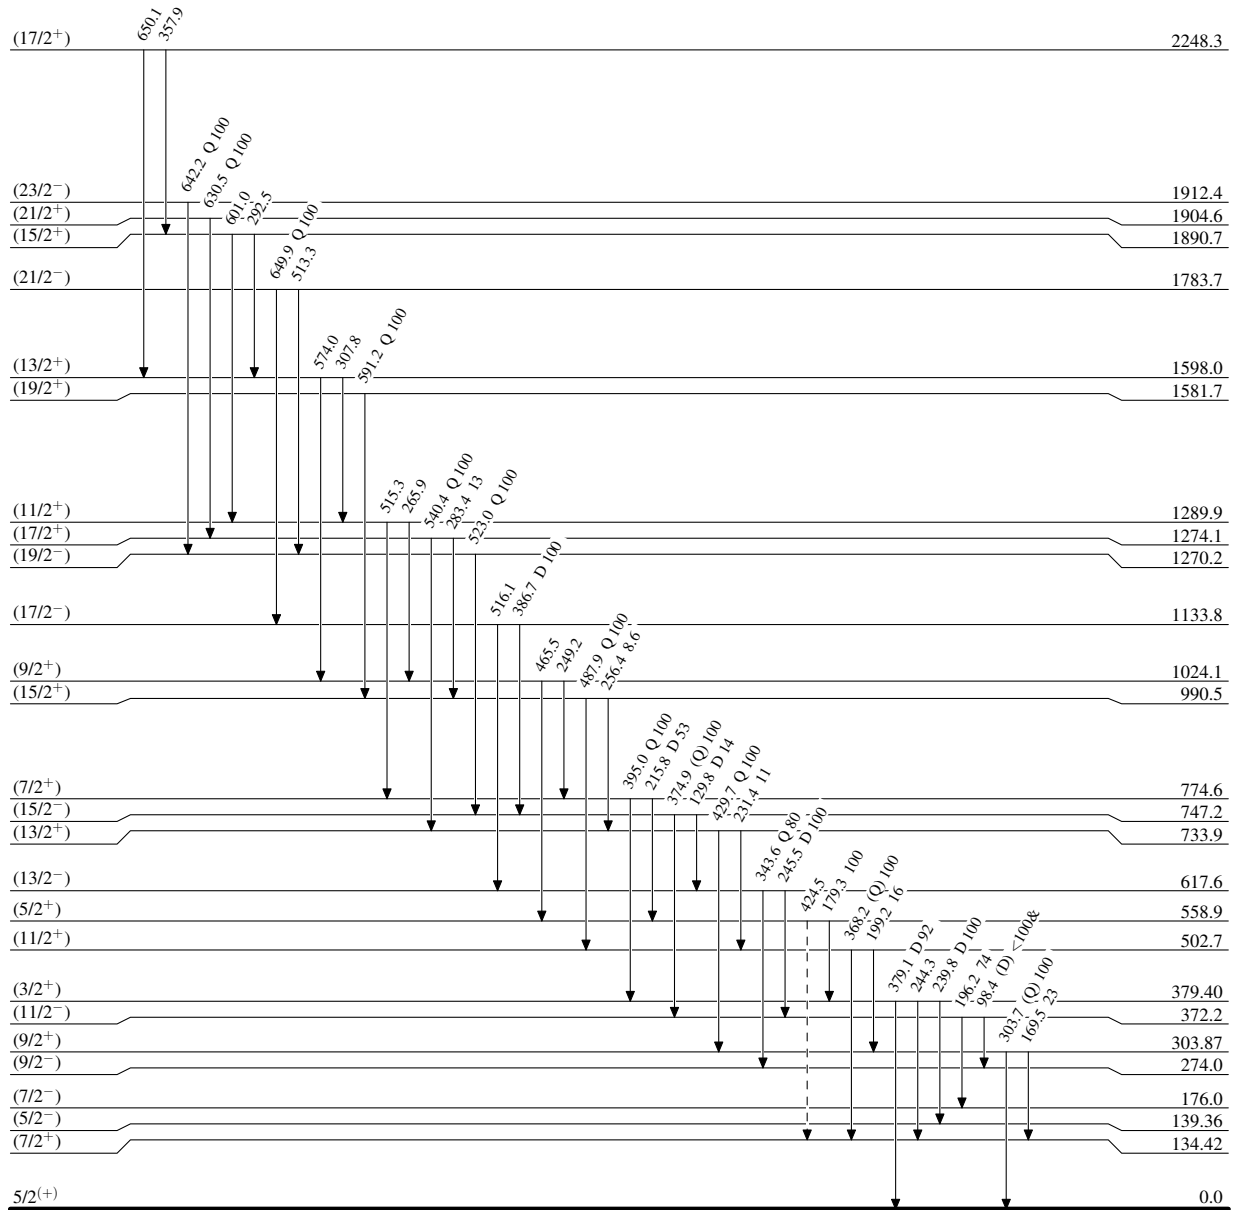 650.1
357.9
(17/2+) 2248.3
642.2 Q 100
630.5 Q 100
601.0
292.5
(23/2−) 1912.4
(21/2+) 1904.6
(15/2+) 1890.7
649.9 Q 100
513.3
(21/2−) 1783.7
574.0
307.8
591.2 Q 100
(13/2+) 1598.0
(19/2+) 1581.7
515.3
265.9
540.4 Q 100
283.4 13
523.0 Q 100
(11/2+) 1289.9
(17/2+) 1274.1
(19/2−) 1270.2
516.1
386.7 D 100
(17/2−) 1133.8
465.5
249.2
487.9 Q 100
256.4 8.6
(9/2+) 1024.1
(15/2+) 990.5
395.0 Q 100
215.8 D 53
374.9 (Q) 100
129.8 D 14
429.7 Q 100
231.4 11
(7/2+) 774.6
(15/2−) 747.2
(13/2+) 733.9
343.6 Q 80
245.5 D 100
(13/2−) 617.6
424.5
179.3 100
368.2 (Q) 100
199.2 16
(5/2+) 558.9
(11/2+) 502.7
379.1 D 92
244.3
239.8 D 100
196.2 74
98.4 (D) <100&
303.7 (Q) 100
169.5 23
(3/2+) 379.40
(11/2−) 372.2
(9/2+) 303.87
(9/2−) 274.0
(7/2−) 176.0
(5/2−) 139.36
(7/2+) 134.42
5/2(+) 0.0